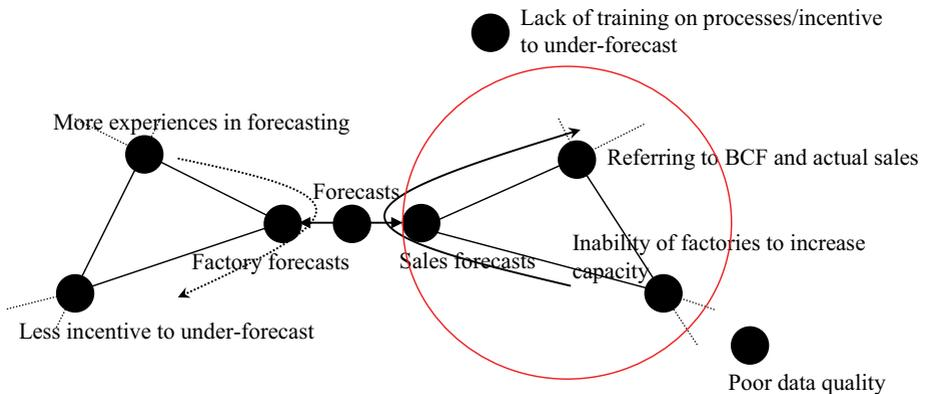 Lack of training on processes/incentive
to under-forecast
More experiences in forecasting
Referring to BCF and actual sales
Forecasts
Inability of factories to increase
capacity
Factory forecasts
Sales forecasts
Less incentive to under-forecast
Poor data quality